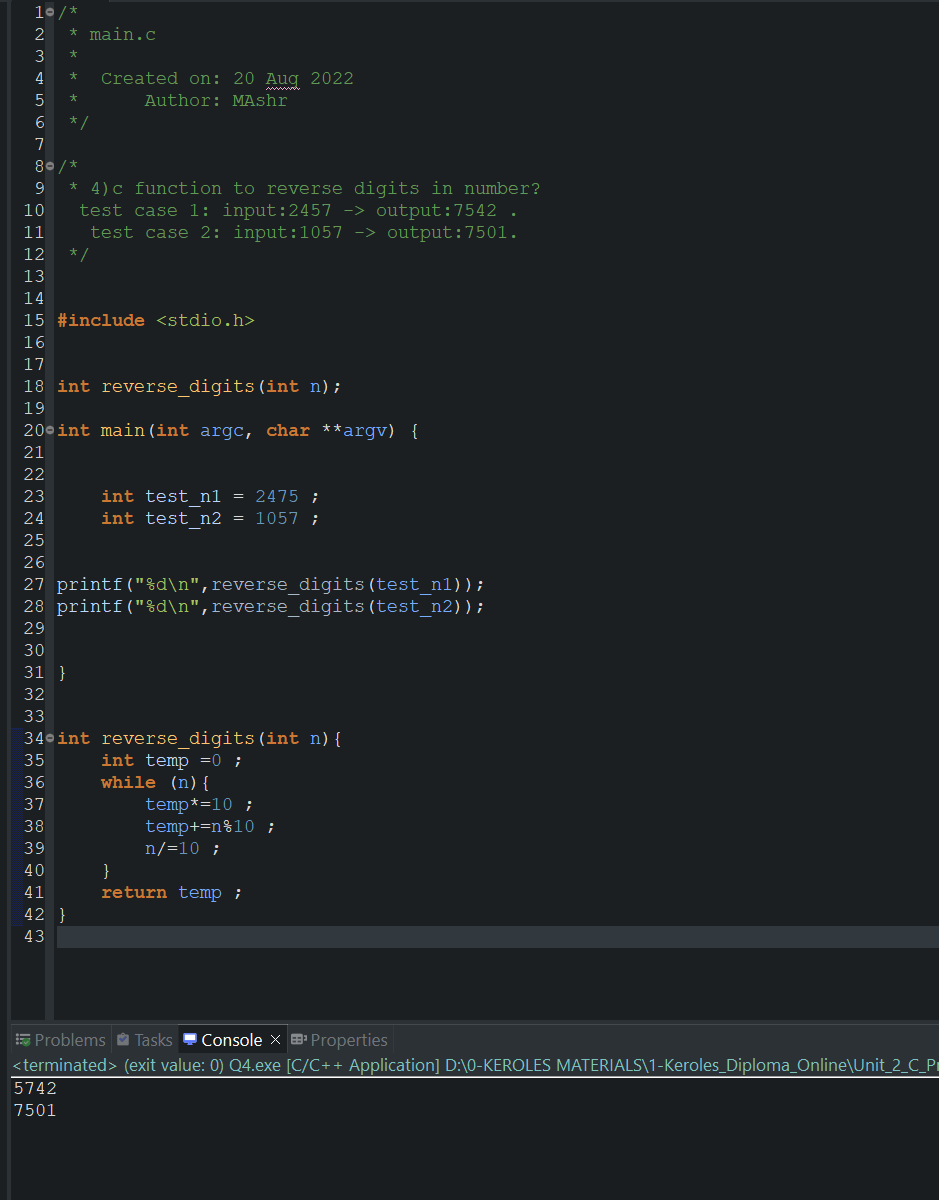 1 /*
2  * main.c
3  *
4  *  Created on: 20 Aug 2022
5  *      Author: MAshr
6  */
7
8 /*
9  * 4)c function to reverse digits in number?
10   test case 1: input:2457 -> output:7542 .
11    test case 2: input:1057 -> output:7501.
12  */
13
14
15 #include <stdio.h>
16
17
18 int reverse_digits(int n);
19
20 int main(int argc, char **argv) {
21
22
23     int test_n1 = 2475 ;
24     int test_n2 = 1057 ;
25
26
27 printf("%d\n",reverse_digits(test_n1));
28 printf("%d\n",reverse_digits(test_n2));
29
30
31 }
32
33
34 int reverse_digits(int n){
35     int temp =0 ;
36     while (n){
37         temp*=10 ;
38         temp+=n%10 ;
39         n/=10 ;
40     }
41     return temp ;
42 }
43
Problems Tasks Console Properties
<terminated> (exit value: 0) Q4.exe [C/C++ Application] D:\0-KEROLES MATERIALS\1-Keroles_Diploma_Online\Unit_2_C_P
5742
7501